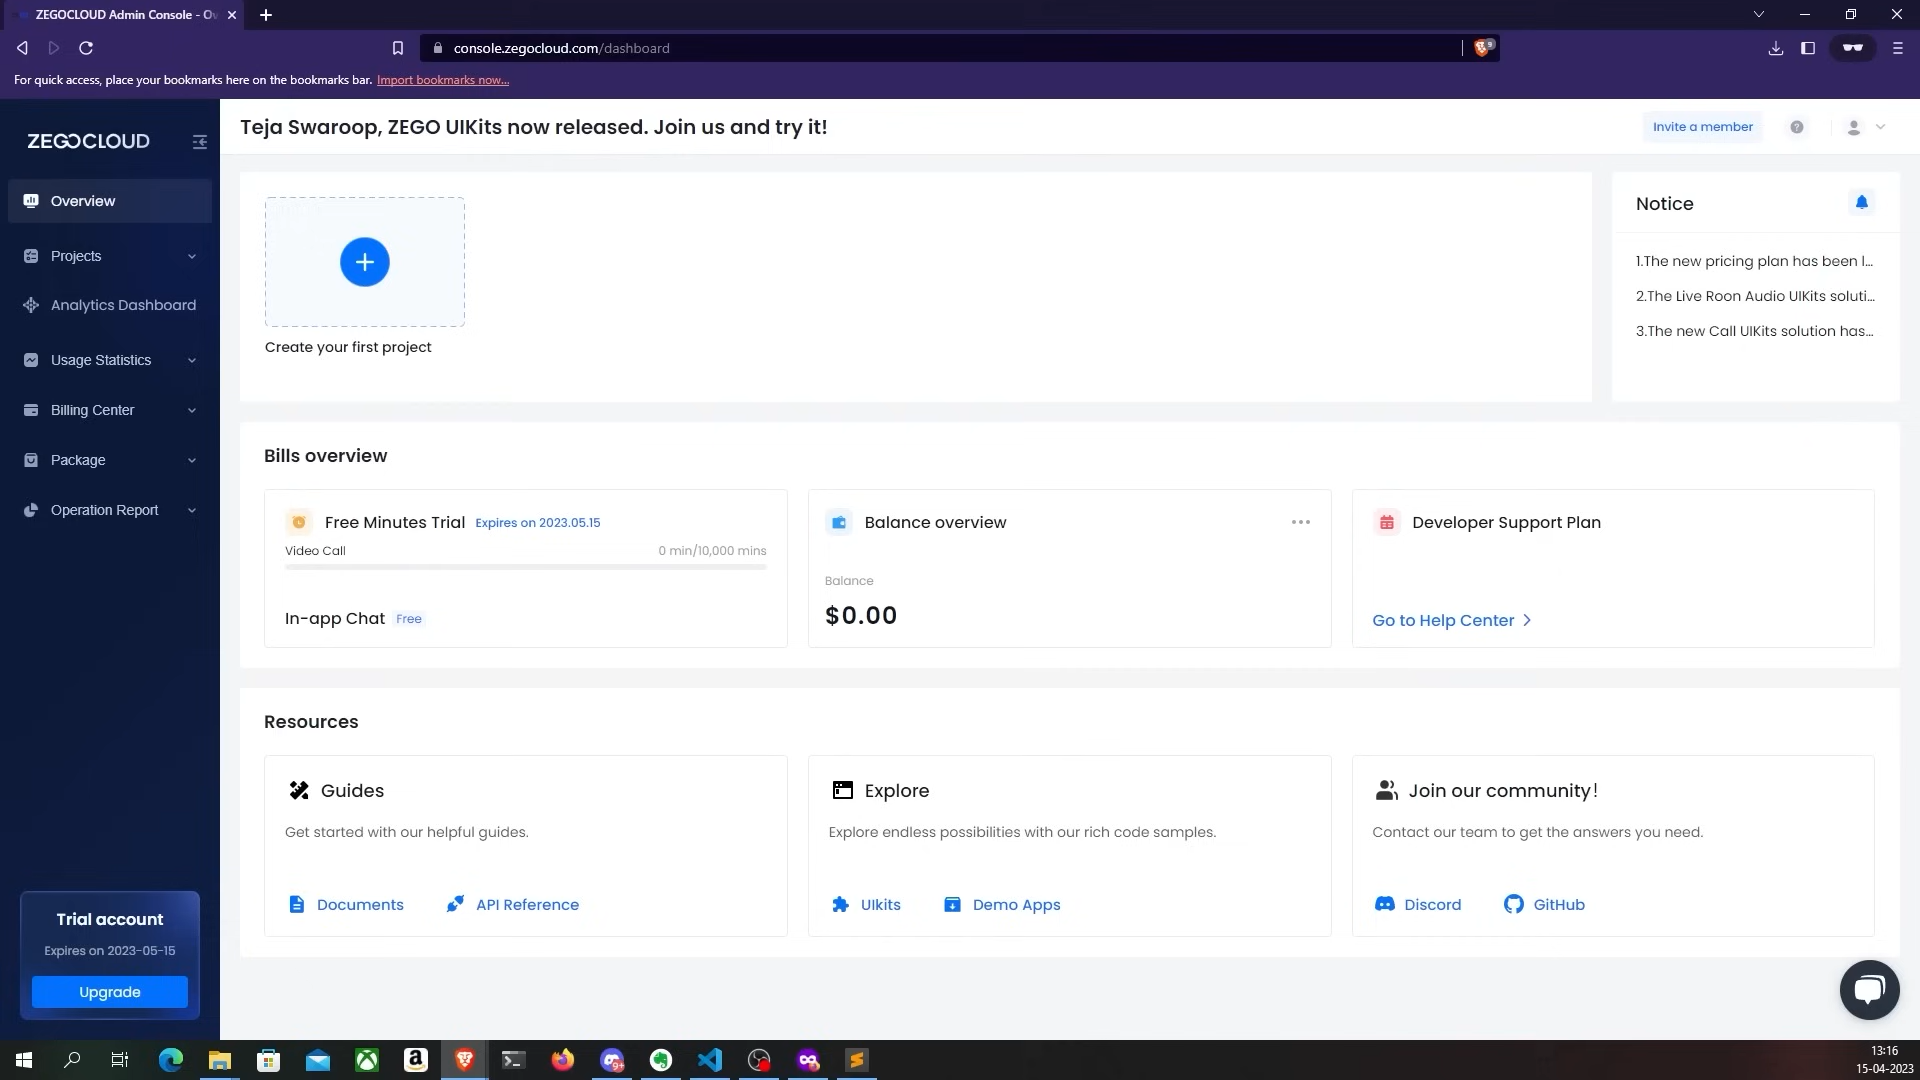 ZEGOCLOUD Admin Console - Ov
console.zegocloud.com/dashboard
9
For quick access, place your bookmarks here on the bookmarks bar. Import bookmarks now...
ZEGOCLOUD
Teja Swaroop, ZEGO UIKits now released. Join us and try it!
Invite a member
Overview
Projects
Analytics Dashboard
Usage Statistics
Billing Center
Package
Operation Report
Trial account
Expires on 2023-05-15
Upgrade
Create your first project
Notice
1.The new pricing plan has been l...
2.The Live Roon Audio UIKits soluti...
3.The new Call UIKits solution has...
Bills overview
Free Minutes Trial Expires on 2023.05.15
Video Call 0 min/10,000 mins
In-app Chat Free
Balance overview
Balance
$0.00
Developer Support Plan
Go to Help Center
Resources
Guides
Get started with our helpful guides.
Documents API Reference
Explore
Explore endless possibilities with our rich code samples.
UIkits Demo Apps
Join our community!
Contact our team to get the answers you need.
Discord GitHub
9+
13:16
15-04-2023